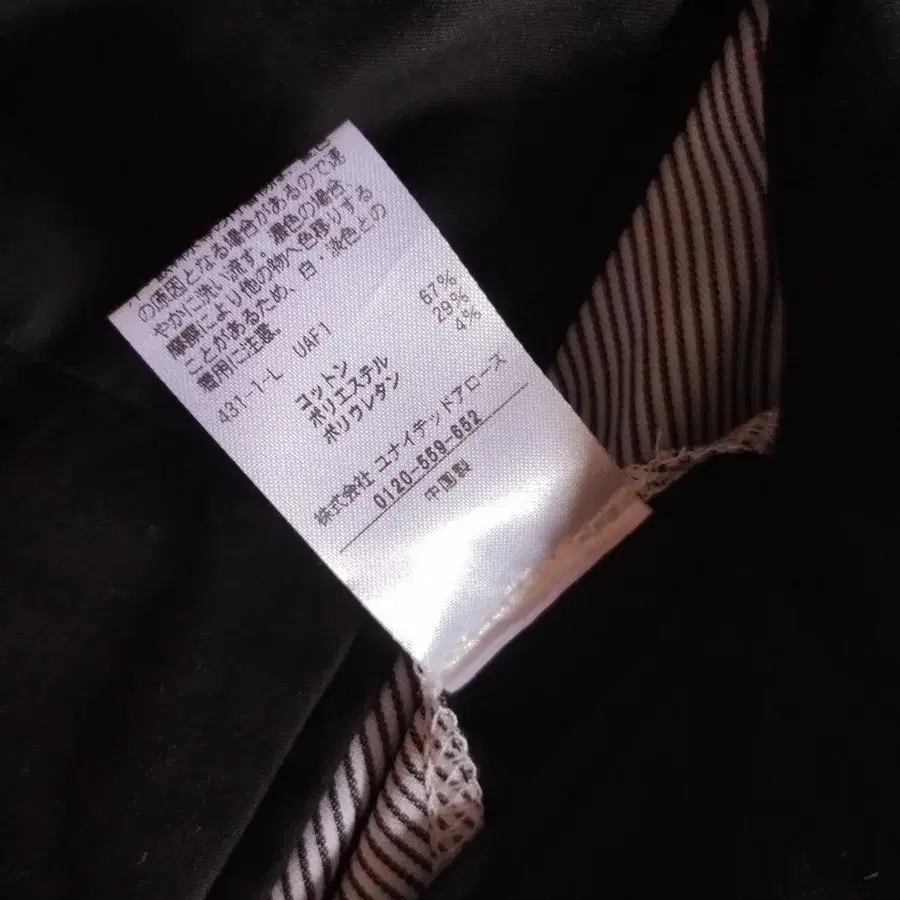 の原因となる場合があるので速
やかに洗い流す。濃色の場合、
摩擦により他の物へ色移りする
ことがあるため、白・淡色との
着用に注意。
431-1-L UAF1
コットン 67%
ポリエステル 29%
ポリウレタン 4%
株式会社 ユナイテッドアローズ
0120-559-652
中国製